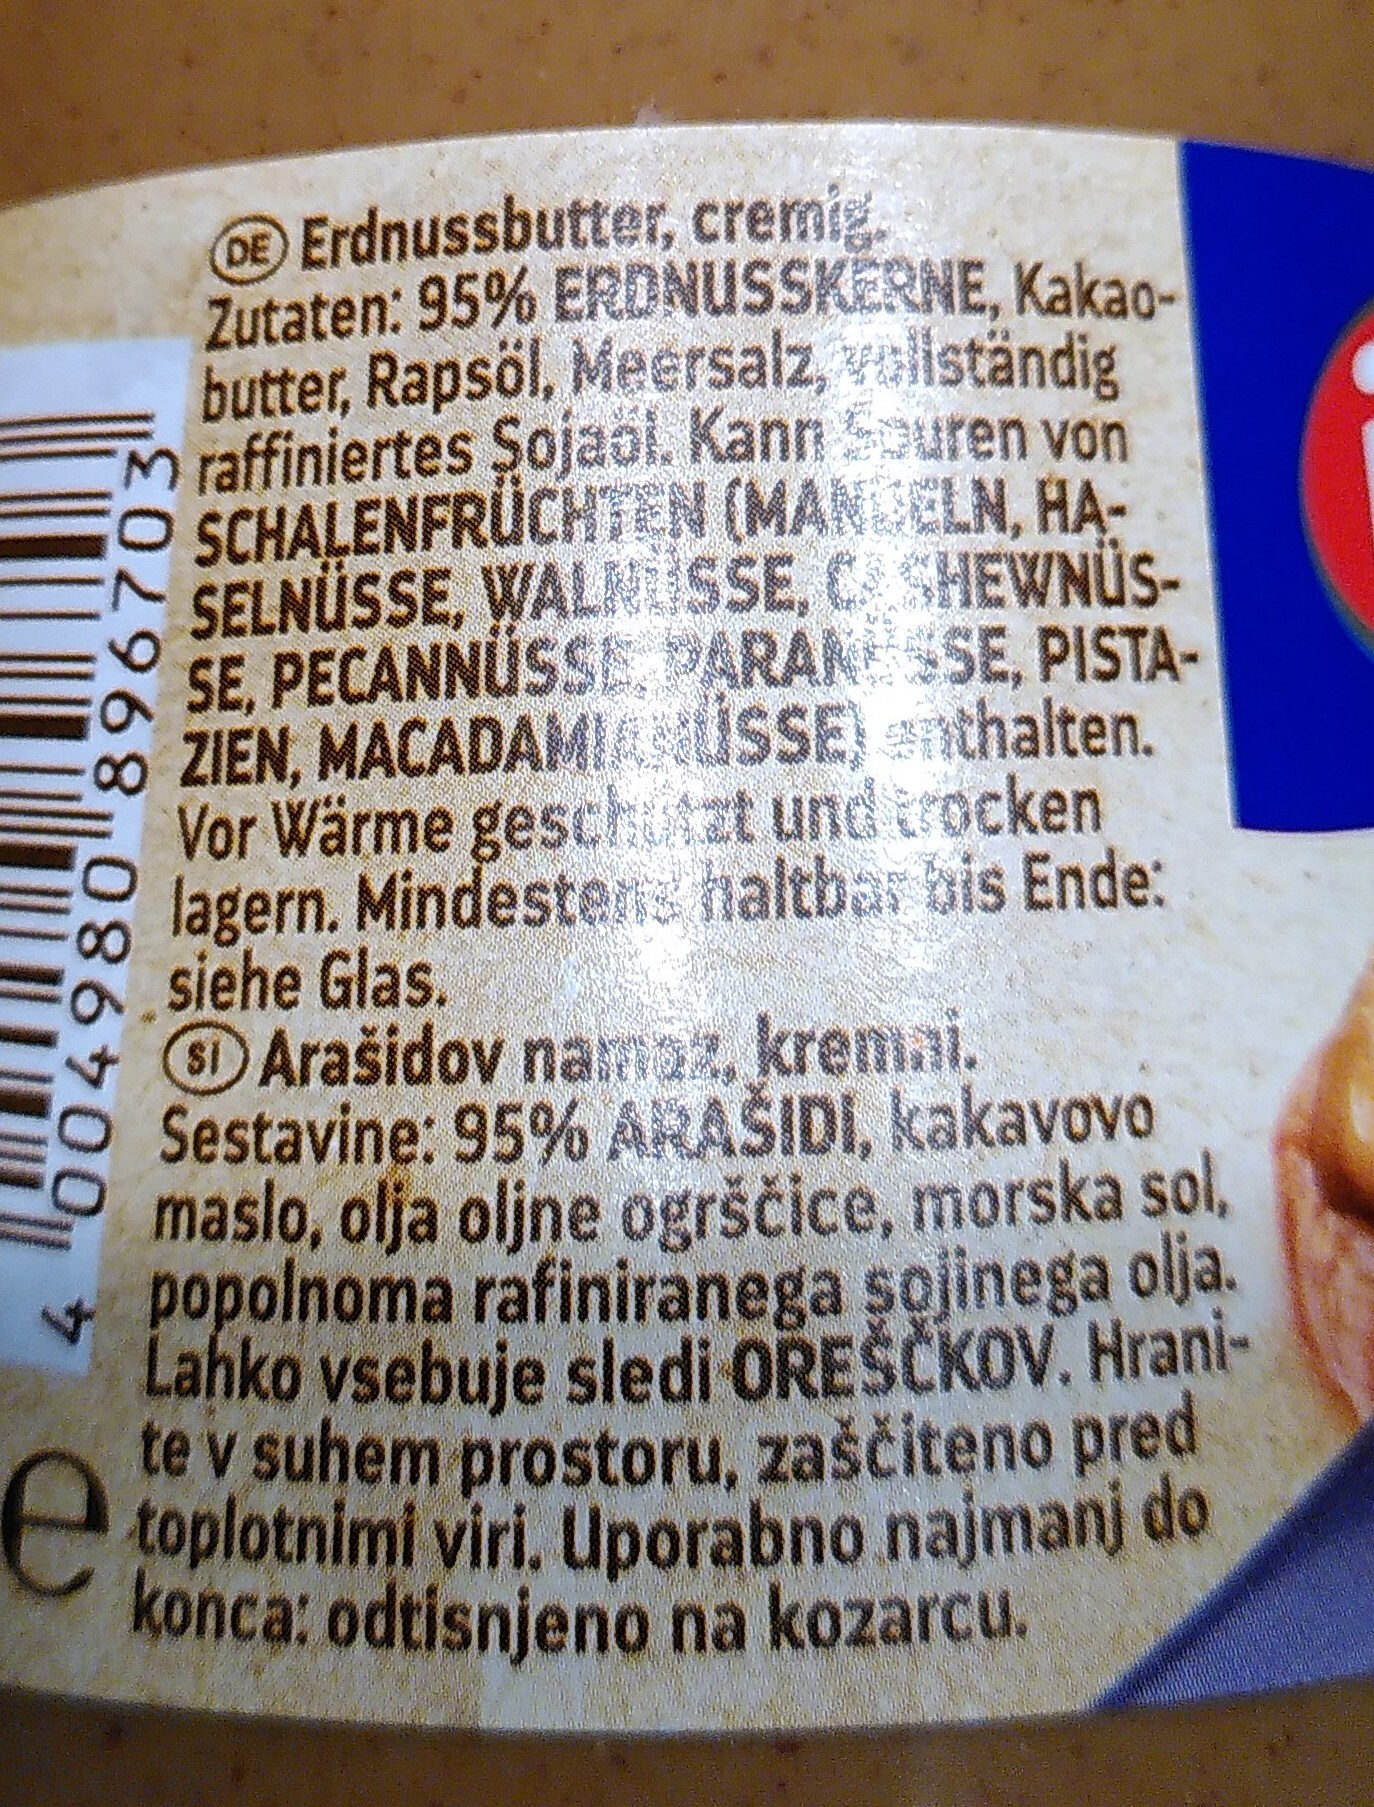 DE Erdnussbutter, cremig.
Zutaten: 95% ERDNUSSKERNE, Kakao-
butter, Rapsöl, Meersalz, vollständig
raffiniertes Sojaöl. Kann Spuren von
SCHALENFRÜCHTEN (MANDELN, HA-
SELNÜSSE, WALNÜSSE, CASHEWNÜS-
SE, PECANNÜSSE, PARANÜSSE, PISTA-
ZIEN, MACADAMIANÜSSE) enthalten.
Vor Wärme geschützt und trocken
lagern. Mindestens haltbar bis Ende:
siehe Glas.
SI Arašidov namaz, kremni.
Sestavine: 95% ARAŠIDI, kakavovo
maslo, olja oljne ogrščice, morska sol,
popolnoma rafiniranega sojinega olja.
Lahko vsebuje sledi OREŠČKOV. Hrani-
te v suhem prostoru, zaščiteno pred
toplotnimi viri. Uporabno najmanj do
konca: odtisnjeno na kozarcu.
4 004980 896703
e